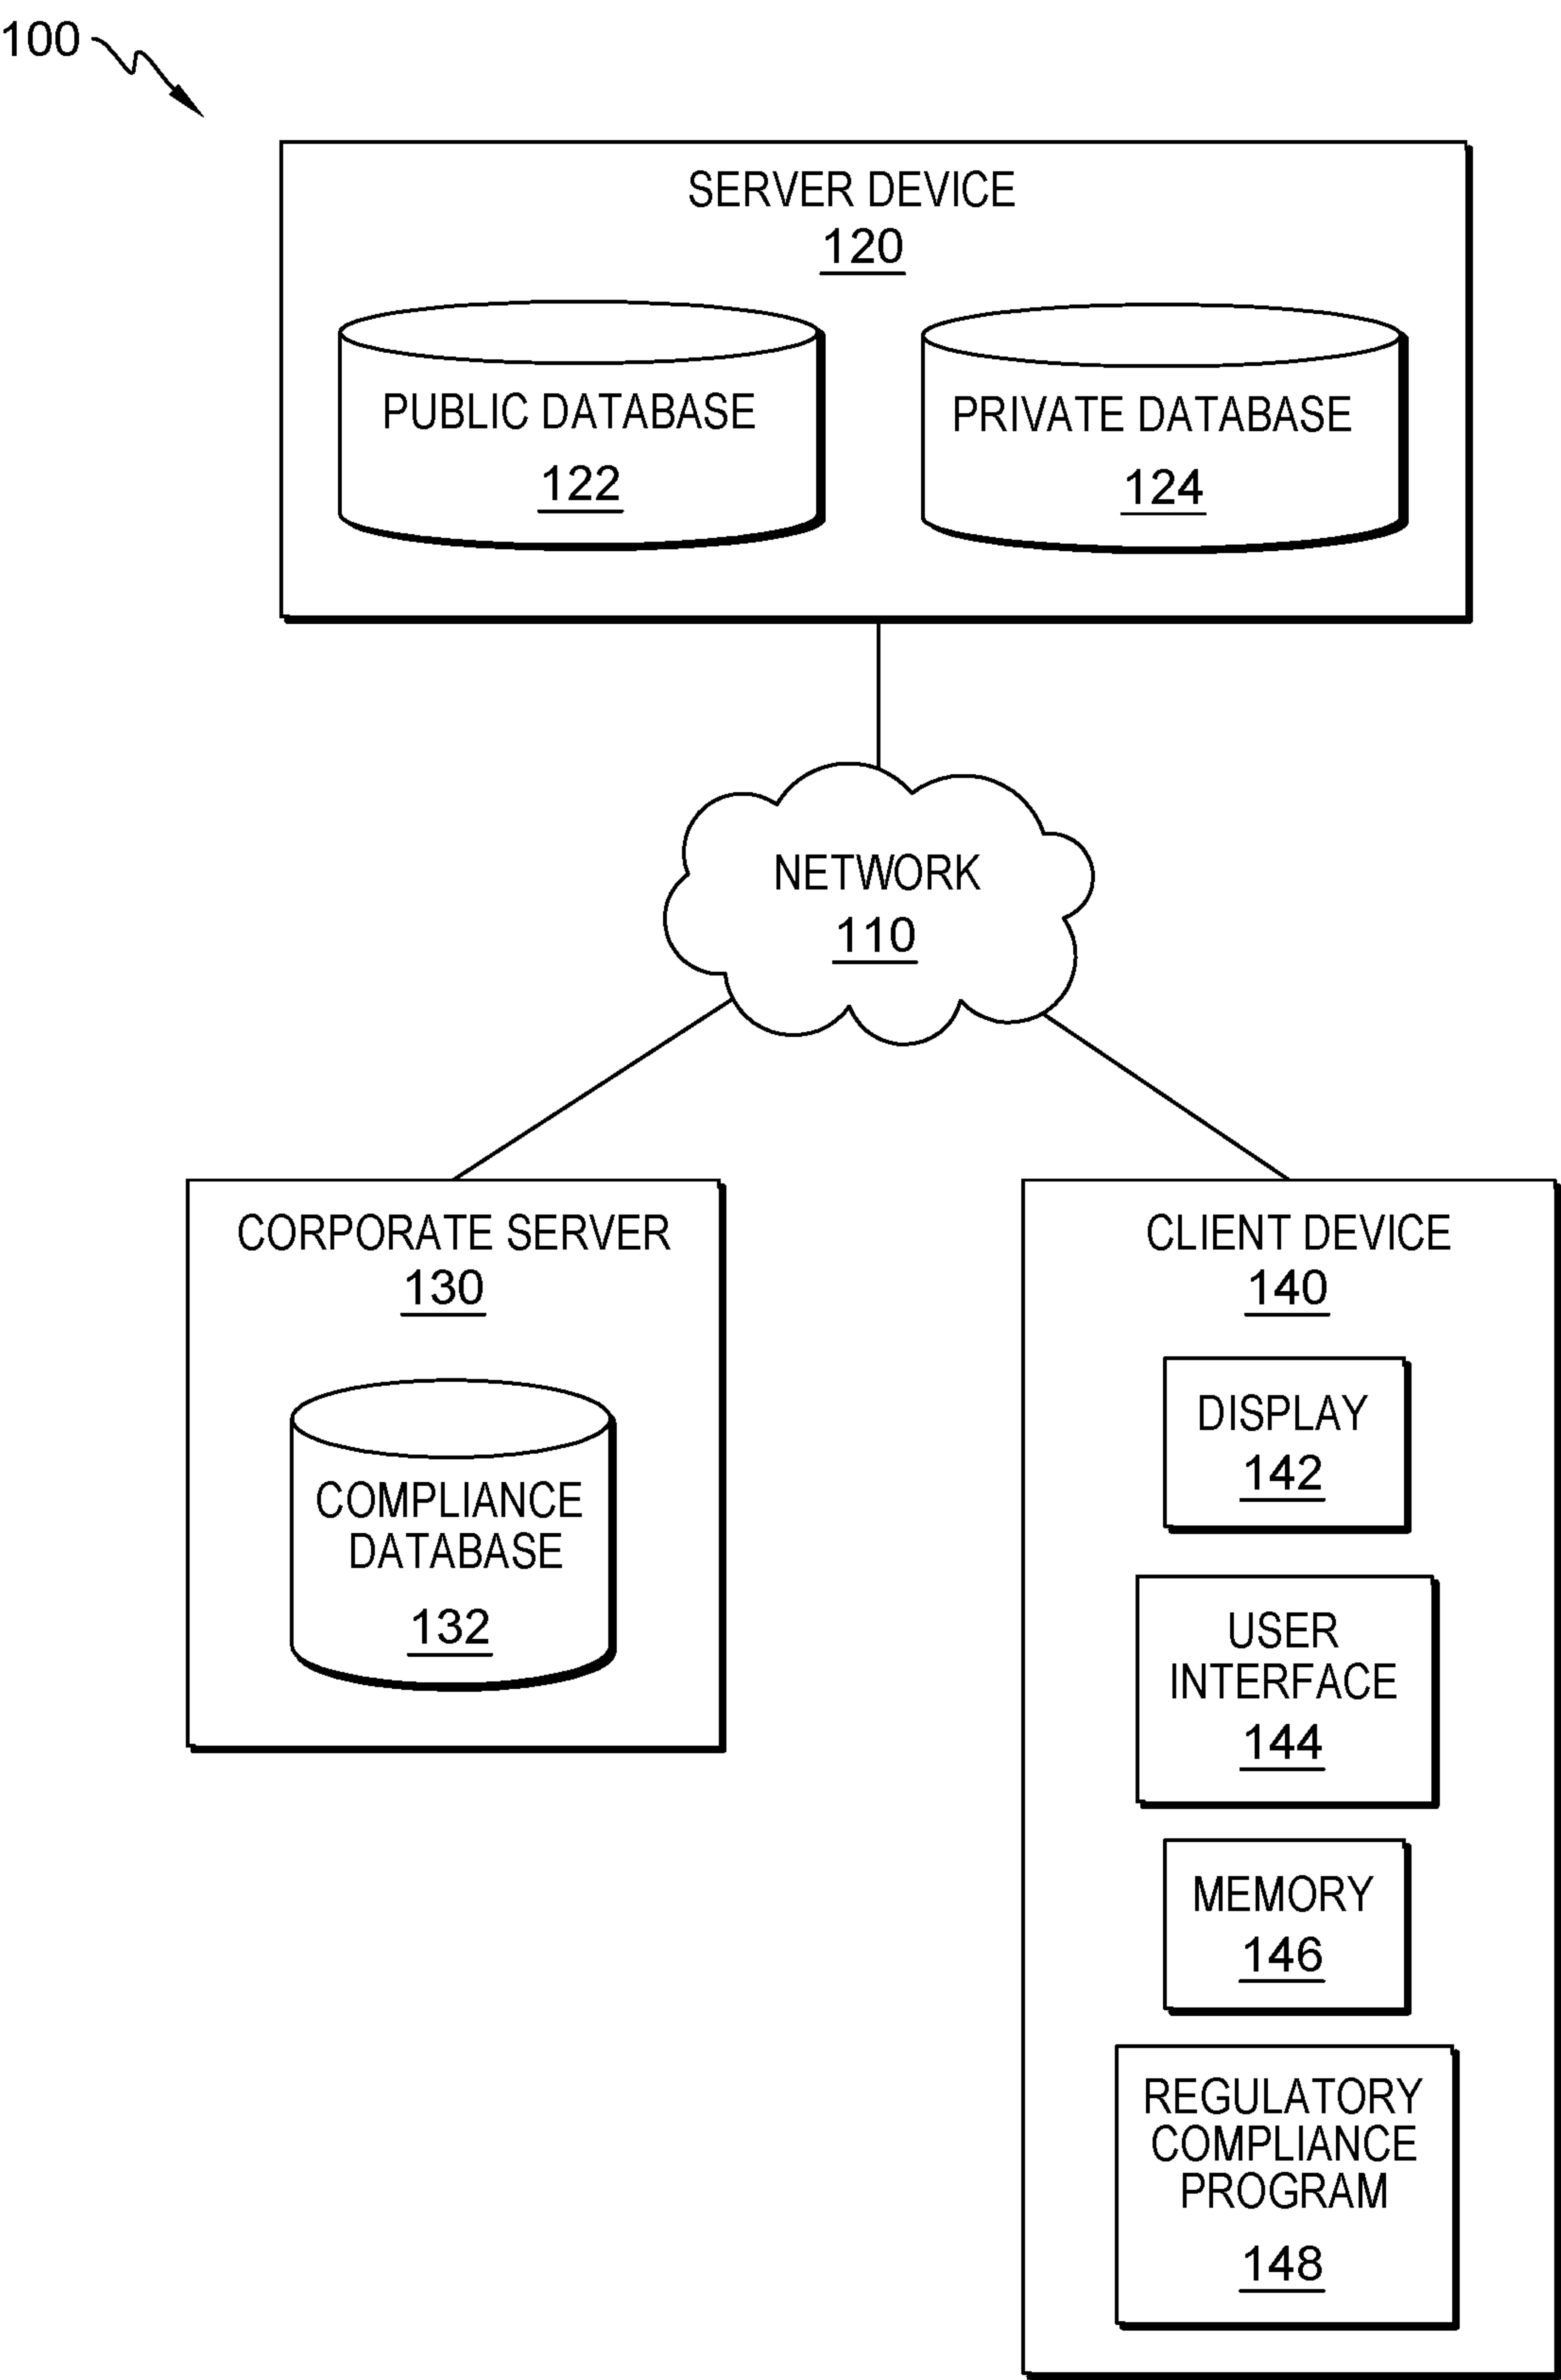 100
SERVER DEVICE
120
PUBLIC DATABASE
122
PRIVATE DATABASE
124
NETWORK
110
CORPORATE SERVER
130
COMPLIANCE
DATABASE
132
CLIENT DEVICE
140
DISPLAY
142
USER
INTERFACE
144
MEMORY
146
REGULATORY
COMPLIANCE
PROGRAM
148